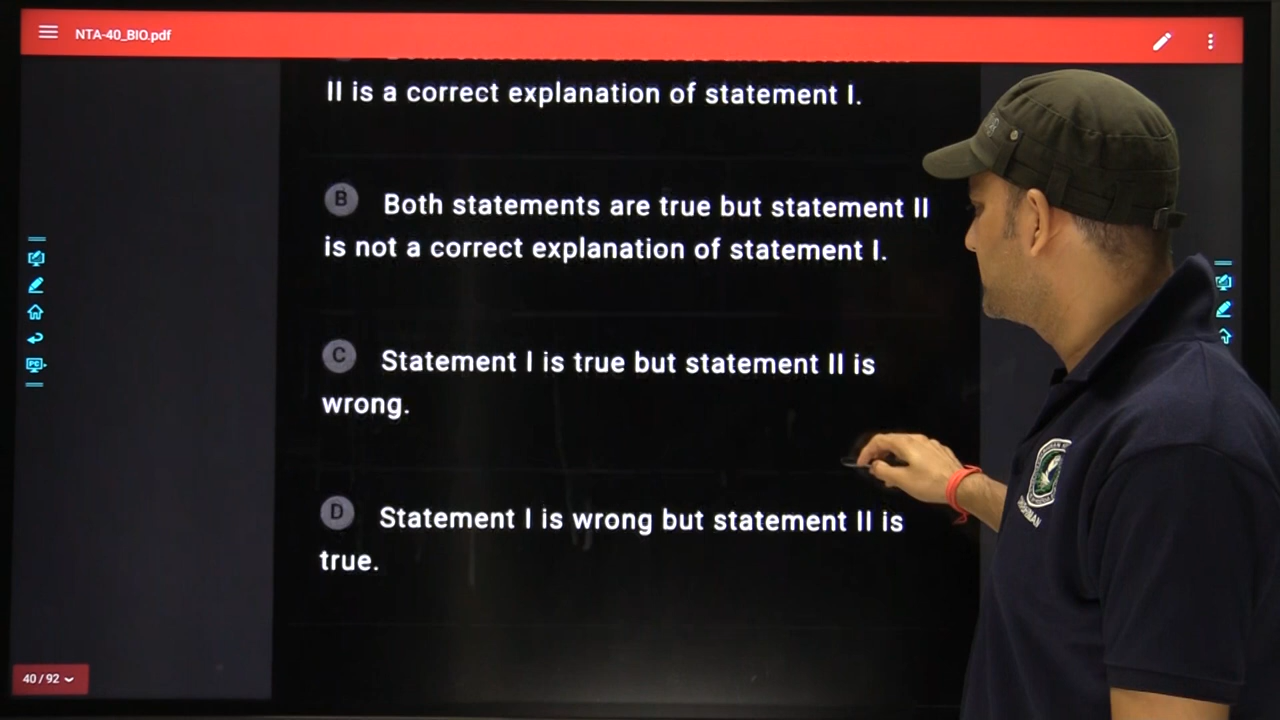 NTA-40_BIO.pdf
II is a correct explanation of statement I.
B Both statements are true but statement II
is not a correct explanation of statement I.
C Statement I is true but statement II is
wrong.
D Statement I is wrong but statement II is
true.
PC
40 / 92